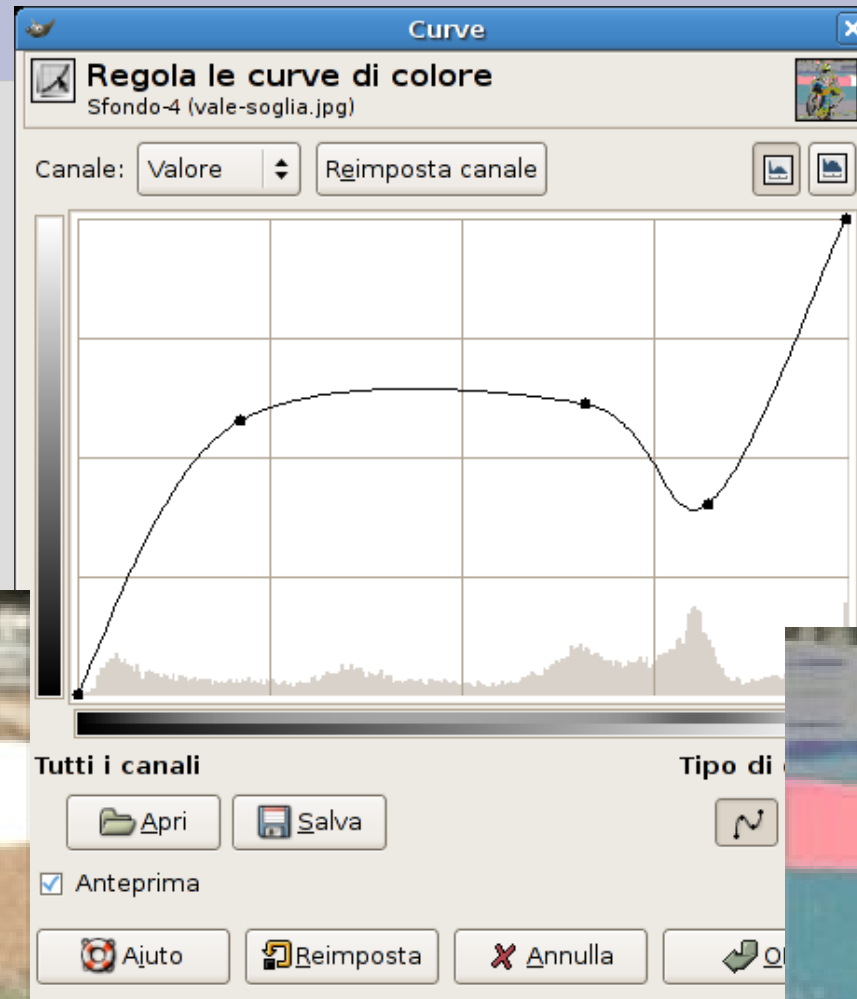 Curve
Regola le curve di colore
Sfondo-4 (vale-soglia.jpg)
Canale: Valore Reimposta canale
Tutti i canali Tipo di
Apri Salva
Anteprima
Aiuto Reimposta Annulla